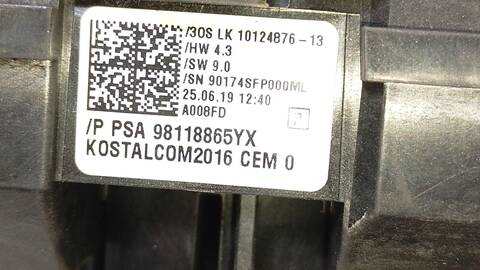 /3OS LK 10124876-13
/HW 4.3
/SW 9.0
/SN 90174SFP000ML
25.06.19 12:40
A008FD
/P PSA 98118865YX
KOSTALCOM2016 CEM 0